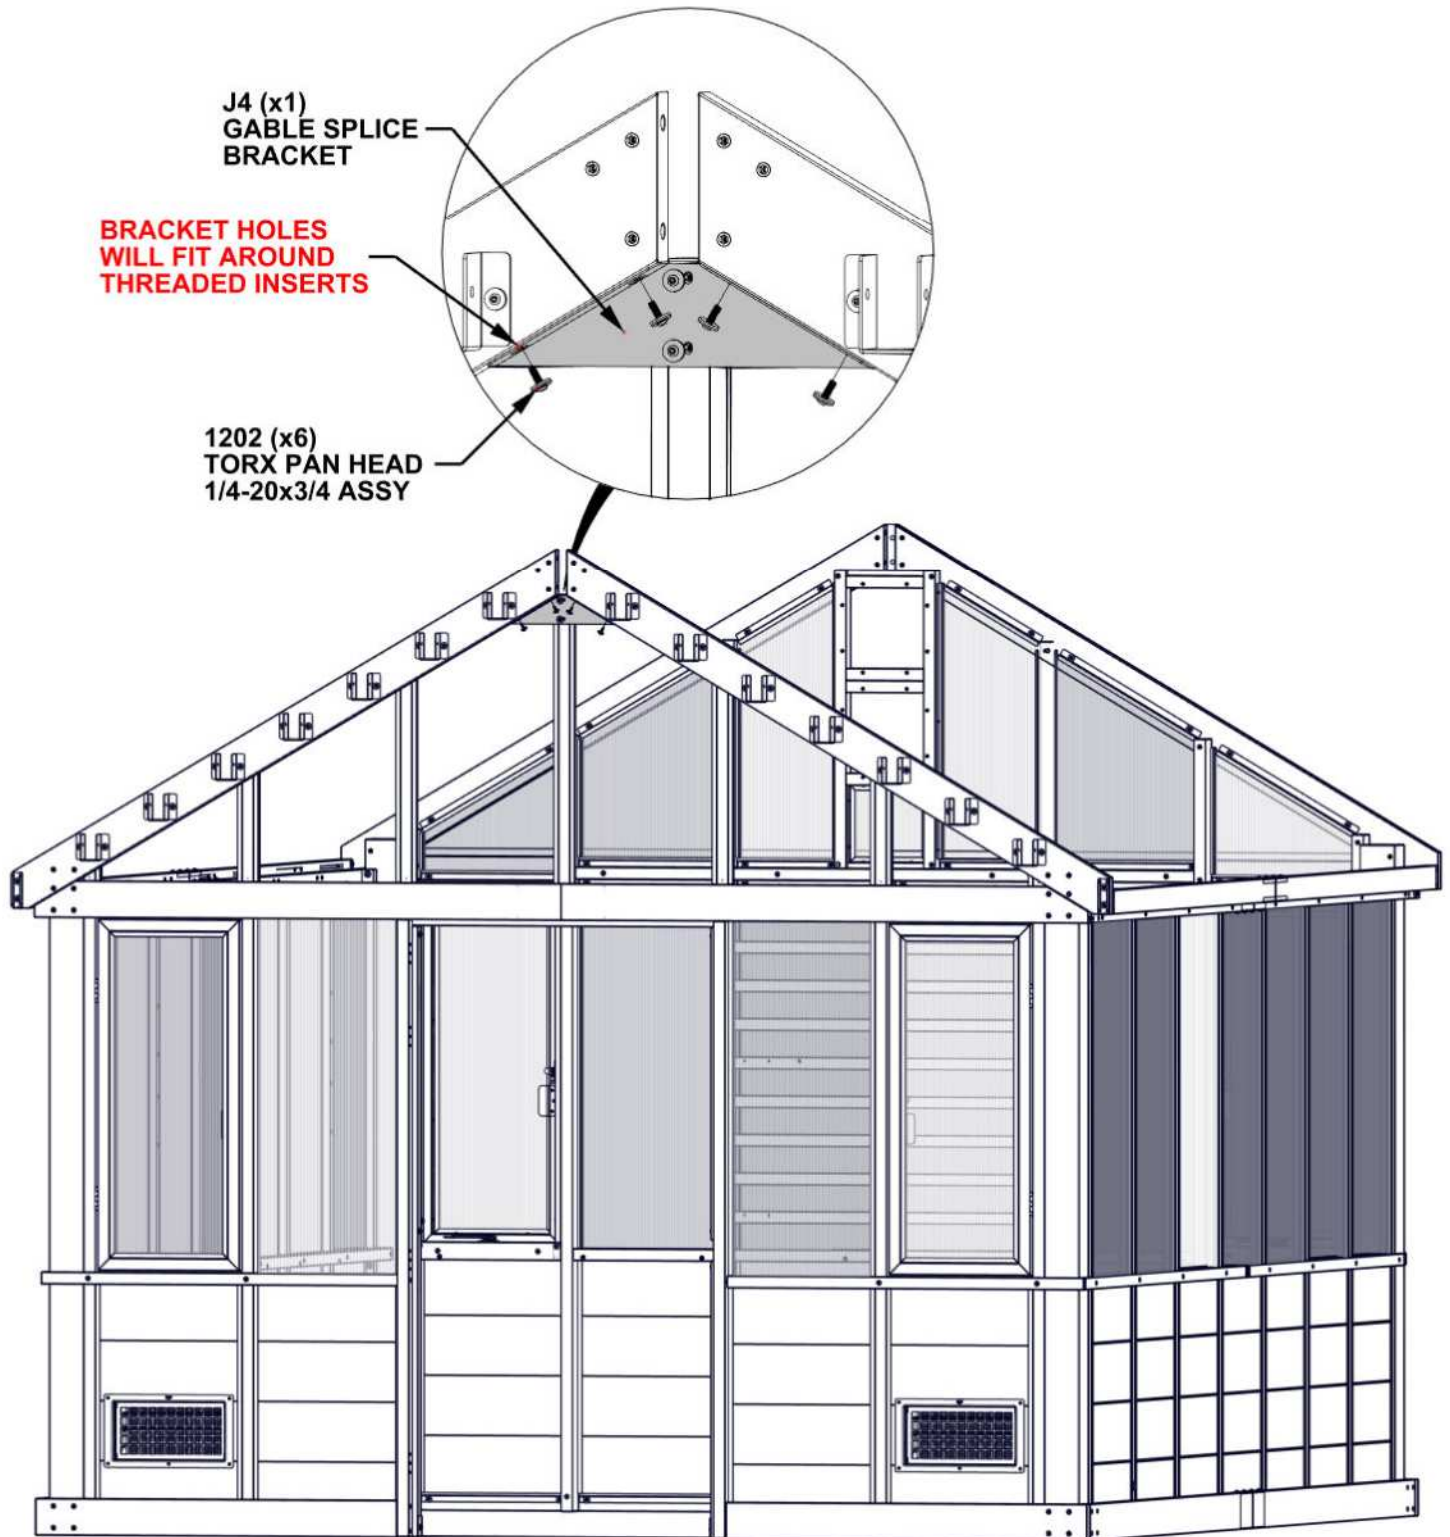 J4 (x1)
GABLE SPLICE
BRACKET
BRACKET HOLES
WILL FIT AROUND
THREADED INSERTS
1202 (x6)
TORX PAN HEAD
1/4-20x3/4 ASSY